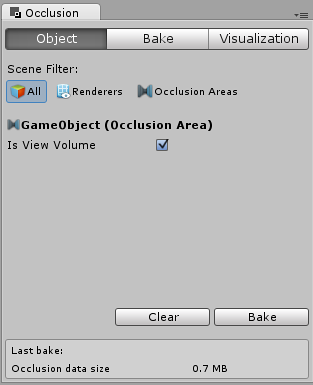 Occlusion
Object Bake Visualization
Scene Filter:
All Renderers Occlusion Areas
GameObject (Occlusion Area)
Is View Volume
Clear Bake
Last bake:
Occlusion data size 0.7 MB